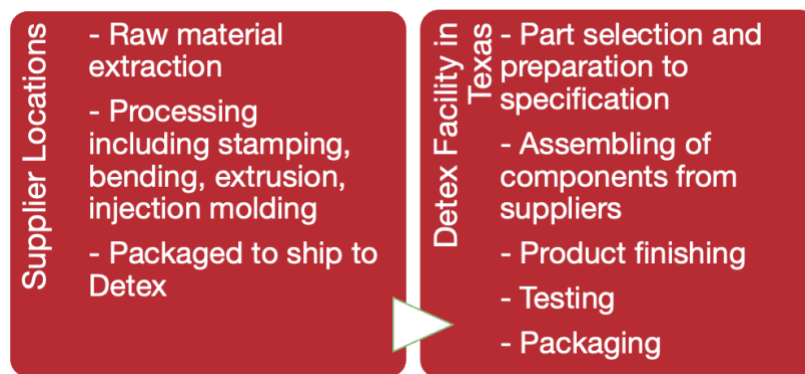 Supplier Locations
- Raw material
extraction
- Processing
including stamping,
bending, extrusion,
injection molding
- Packaged to ship to
Detex
Detex Facility in
Texas
- Part selection and
preparation to
specification
- Assembling of
components from
suppliers
- Product finishing
- Testing
- Packaging